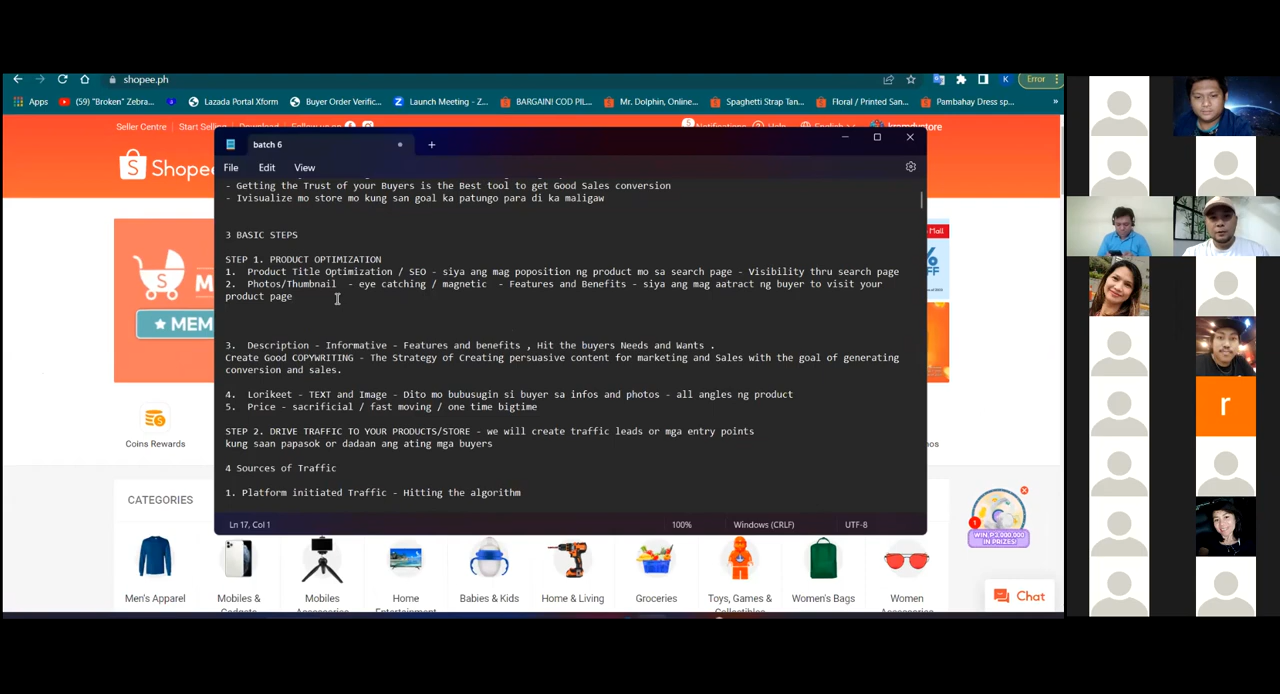 shopee.ph
Error
Apps
(59) "Broken" Zebra...
Lazada Portal Xform
Buyer Order Verific...
Launch Meeting - Z...
BARGAIN! COD PIL...
Mr. Dolphin, Online...
Spaghetti Strap Tan...
Floral / Printed San...
Pambahay Dress sp...
Seller Centre
Start Selling
Shopee
batch 6
File
Edit
View
- Getting the Trust of your Buyers is the Best tool to get Good Sales conversion
- Ivisualize mo store mo kung san goal ka patungo para di ka maligaw
3 BASIC STEPS
STEP 1. PRODUCT OPTIMIZATION
1. Product Title Optimization / SEO - siya ang mag poposition ng product mo sa search page - Visibility thru search page
2. Photos/Thumbnail - eye catching / magnetic - Features and Benefits - siya ang mag aatract ng buyer to visit your
product page
3. Description - Informative - Features and benefits , Hit the buyers Needs and Wants .
Create Good COPYWRITING - The Strategy of Creating persuasive content for marketing and Sales with the goal of generating
conversion and sales.
4. Lorikeet - TEXT and Image - Dito mo bubusugin si buyer sa infos and photos - all angles ng product
5. Price - sacrificial / fast moving / one time bigtime
STEP 2. DRIVE TRAFFIC TO YOUR PRODUCTS/STORE - we will create traffic leads or mga entry points
kung saan papasok or dadaan ang ating mga buyers
4 Sources of Traffic
1. Platform initiated Traffic - Hitting the algorithm
Ln 17, Col 1
100%
Windows (CRLF)
UTF-8
MEM
Mall
OFF
Coins Rewards
CATEGORIES
WIN ₱3,000,000
IN PRIZES!
Men's Apparel
Mobiles &
Mobiles
Home
Babies & Kids
Home & Living
Groceries
Toys, Games &
Women's Bags
Women
Chat
r